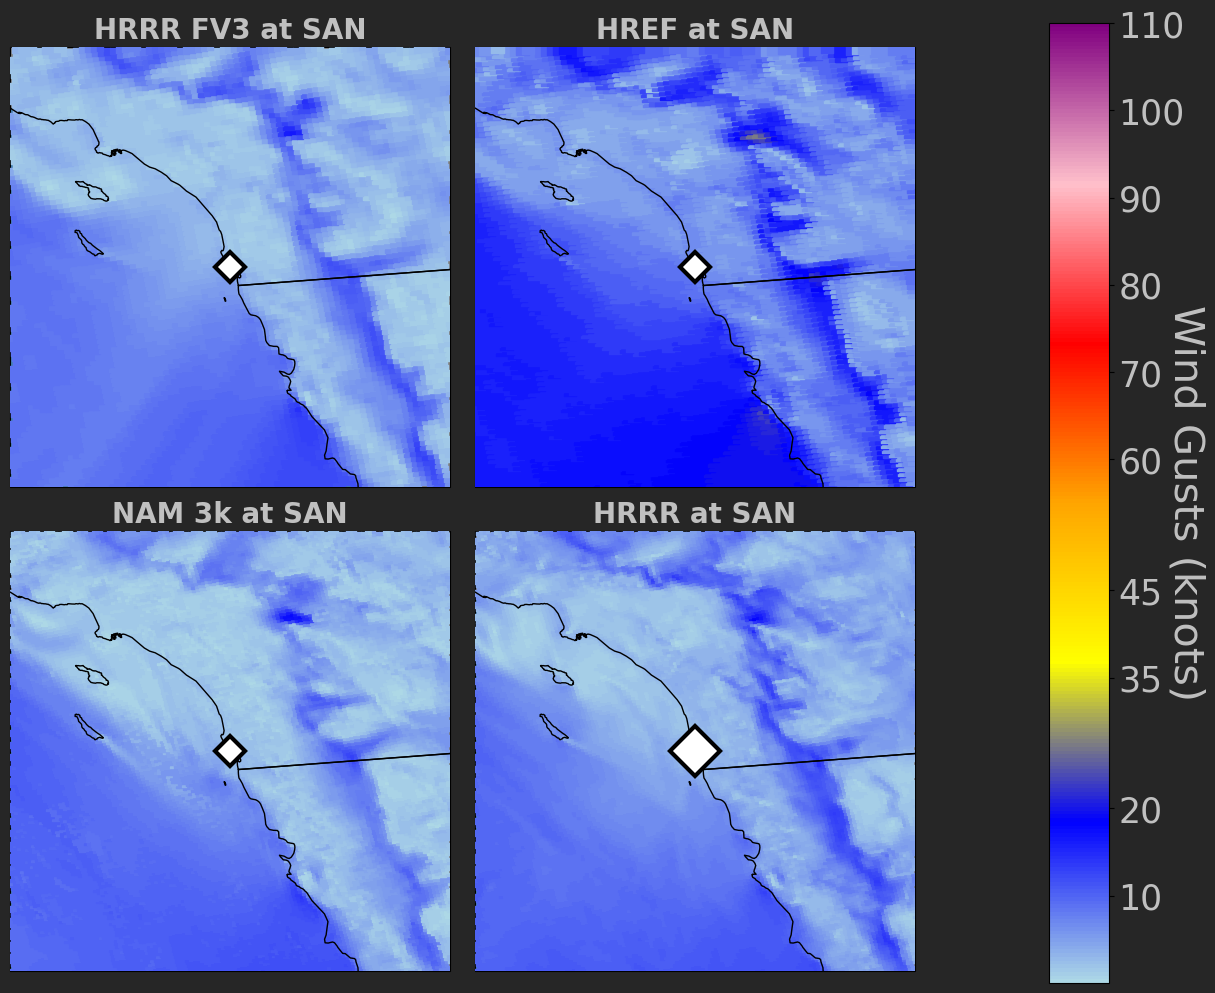 HRRR FV3 at SAN
HREF at SAN
NAM 3k at SAN
HRRR at SAN
110
100
90
80
70
60
45
35
20
10
Wind Gusts (knots)